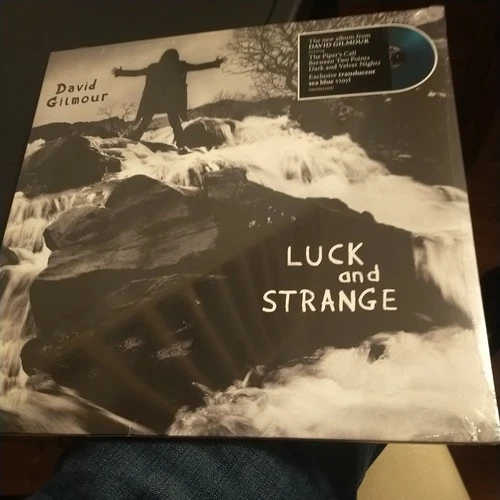 David
Gilmour
The new album from
DAVID GILMOUR
The Piper's Call
Between Two Points
Dark and Velvet Nights
Exclusive translucent
sea blue vinyl
LUCK
and
STRANGE